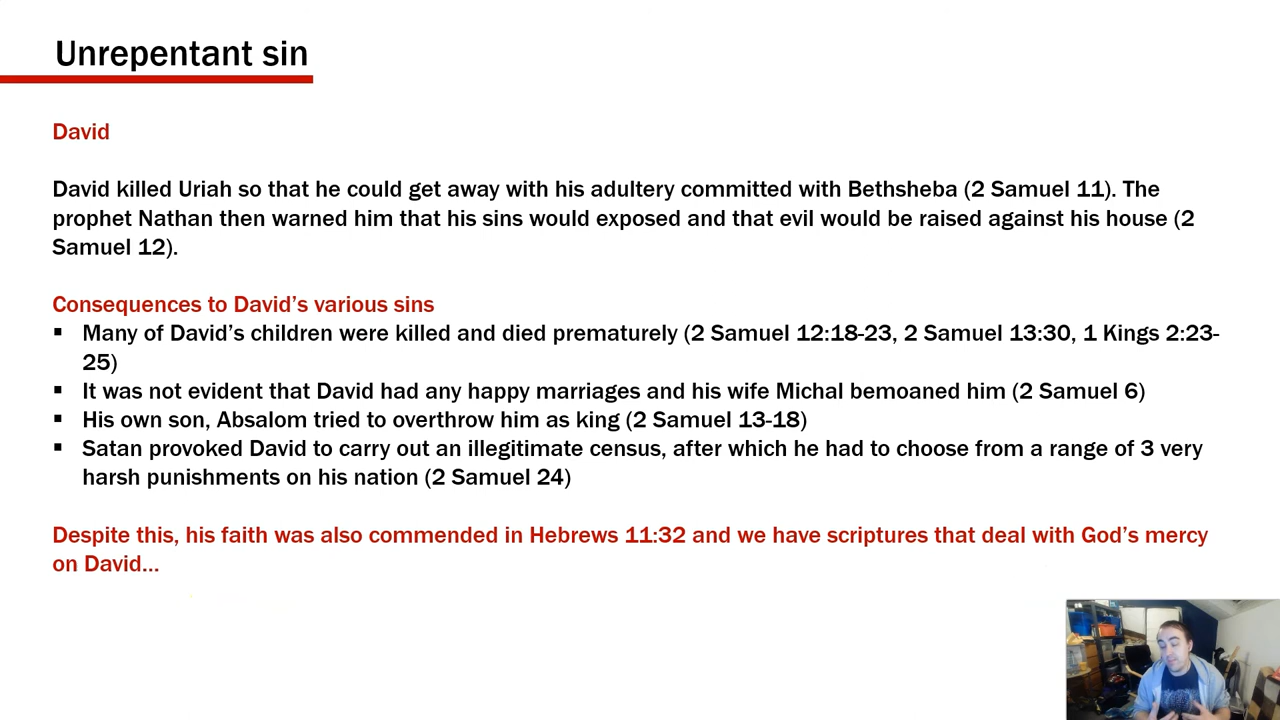 Unrepentant sin
David
David killed Uriah so that he could get away with his adultery committed with Bethsheba (2 Samuel 11). The
prophet Nathan then warned him that his sins would exposed and that evil would be raised against his house (2
Samuel 12).
Consequences to David's various sins
▪ Many of David's children were killed and died prematurely (2 Samuel 12:18-23, 2 Samuel 13:30, 1 Kings 2:23-
25)
▪ It was not evident that David had any happy marriages and his wife Michal bemoaned him (2 Samuel 6)
▪ His own son, Absalom tried to overthrow him as king (2 Samuel 13-18)
▪ Satan provoked David to carry out an illegitimate census, after which he had to choose from a range of 3 very
harsh punishments on his nation (2 Samuel 24)
Despite this, his faith was also commended in Hebrews 11:32 and we have scriptures that deal with God's mercy
on David...